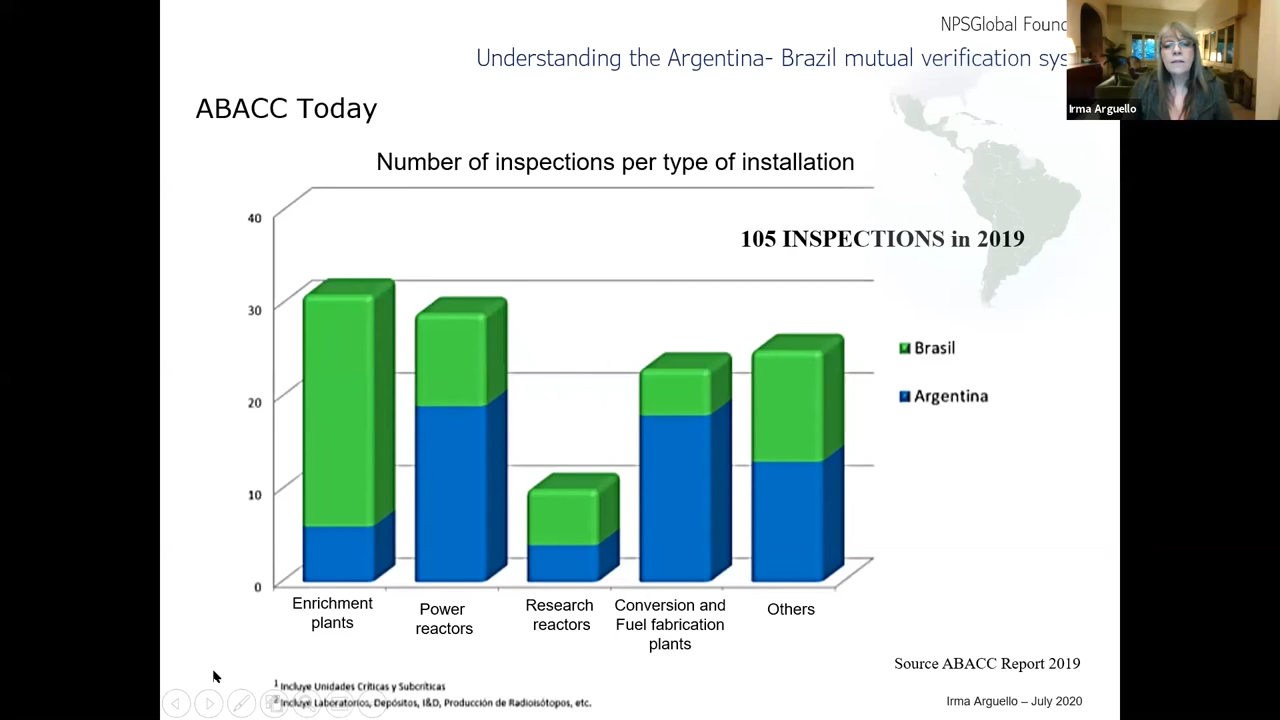 NPSGlobal Found
Understanding the Argentina- Brazil mutual verification sys
Irma Arguello
ABACC Today
Number of inspections per type of installation
105 INSPECTIONS in 2019
40
30
20
10
0
Brasil
Argentina
Enrichment
plants
Power
reactors
Research
reactors
Conversion and
Fuel fabrication
plants
Others
Source ABACC Report 2019
1 Incluye Unidades Críticas y Subcríticas
2 Incluye Laboratorios, Depósitos, I&D, Producción de Radioisótopos, etc.
Irma Arguello – July 2020